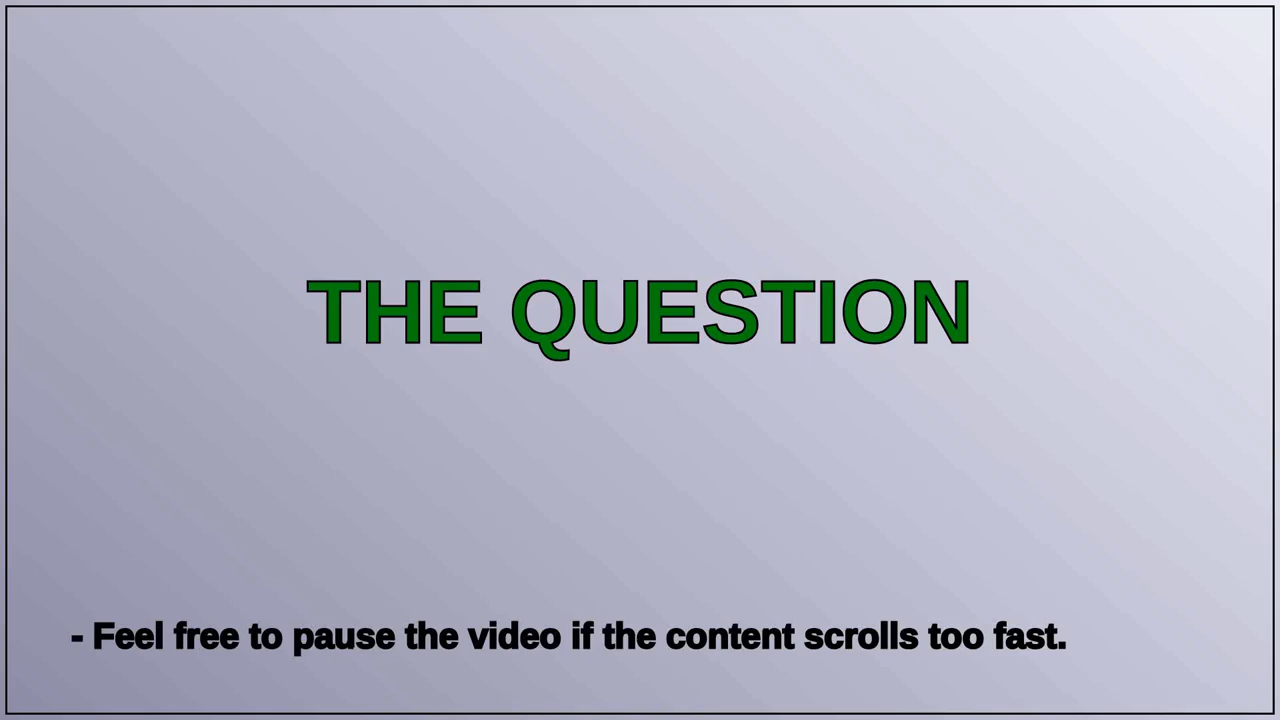 THE QUESTION
- Feel free to pause the video if the content scrolls too fast.